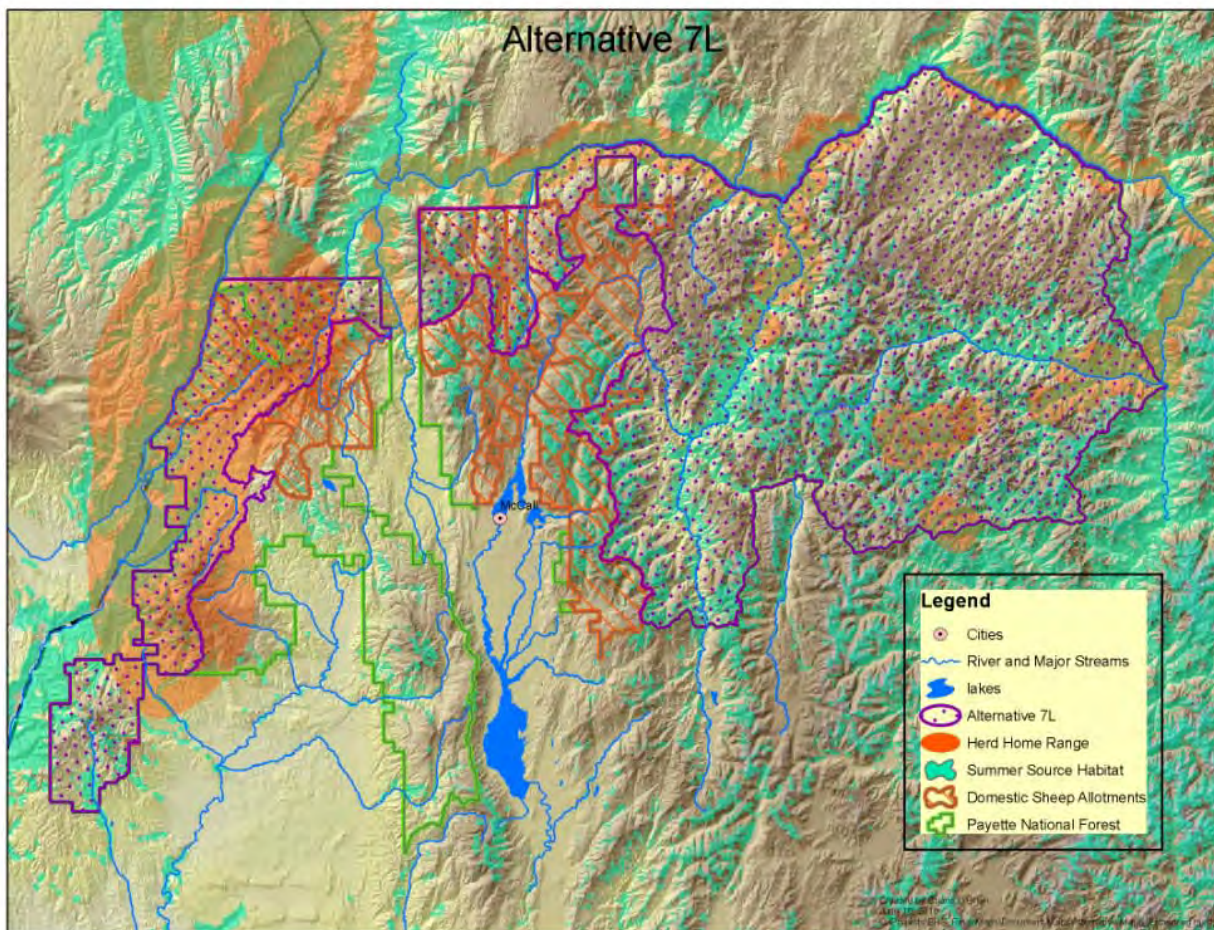 Alternative 7L
McCall
Legend
Cities
River and Major Streams
lakes
Alternative 7L
Herd Home Range
Summer Source Habitat
Domestic Sheep Allotments
Payette National Forest